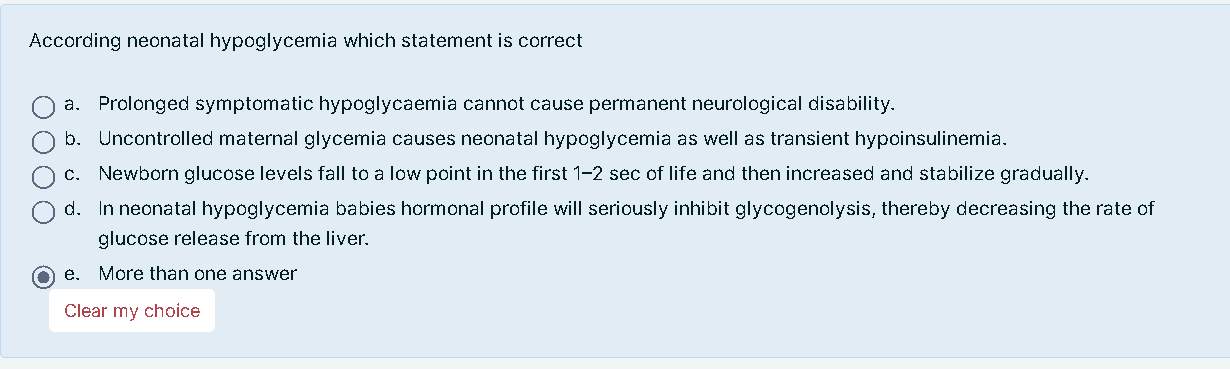 According neonatal hypoglycemia which statement is correct
a. Prolonged symptomatic hypoglycaemia cannot cause permanent neurological disability.
b. Uncontrolled maternal glycemia causes neonatal hypoglycemia as well as transient hypoinsulinemia.
c. Newborn glucose levels fall to a low point in the first 1–2 sec of life and then increased and stabilize gradually.
d. In neonatal hypoglycemia babies hormonal profile will seriously inhibit glycogenolysis, thereby decreasing the rate of
glucose release from the liver.
e. More than one answer
Clear my choice